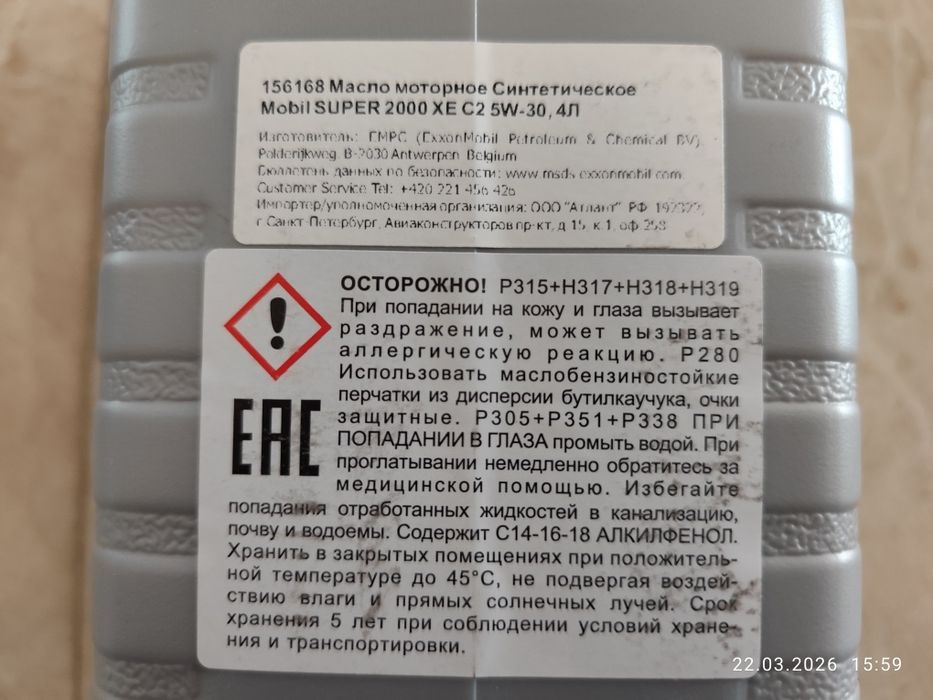 156168 Масло моторное Синтетическое
Mobil SUPER 2000 XE C2 5W-30, 4Л
Изготовитель: EMPC (ExxonMobil Petroleum & Chemical BV)
Polderijkweg, B-2030 Antwerpen Belgium
Бюллетень данных по безопасности: www.msds.exxonmobil.com
Customer Service Tel: +420 221 456 426
Импортер/уполномоченная организация: ООО "Атлант" РФ
г.Санкт-Петербург, Авиаконструкторов пр-кт, д.15, к.1, оф.258
ОСТОРОЖНО! P315+H317+H318+H319
При попадании на кожу и глаза вызывает
раздражение, может вызывать
аллергическую реакцию. P280
Использовать маслобензиностойкие
перчатки из дисперсии бутилкаучука, очки
защитные. P305+P351+P338 ПРИ
ПОПАДАНИИ В ГЛАЗА промыть водой. При
проглатывании немедленно обратитесь за
медицинской помощью. Избегайте
попадания отработанных жидкостей в канализацию,
почву и водоемы. Содержит С14-16-18 АЛКИЛФЕНОЛ.
Хранить в закрытых помещениях при положитель-
ной температуре до 45°С, не подвергая воздей-
ствию влаги и прямых солнечных лучей. Срок
хранения 5 лет при соблюдении условий хране-
ния и транспортировки.
EAC
22.03.2026 15:59